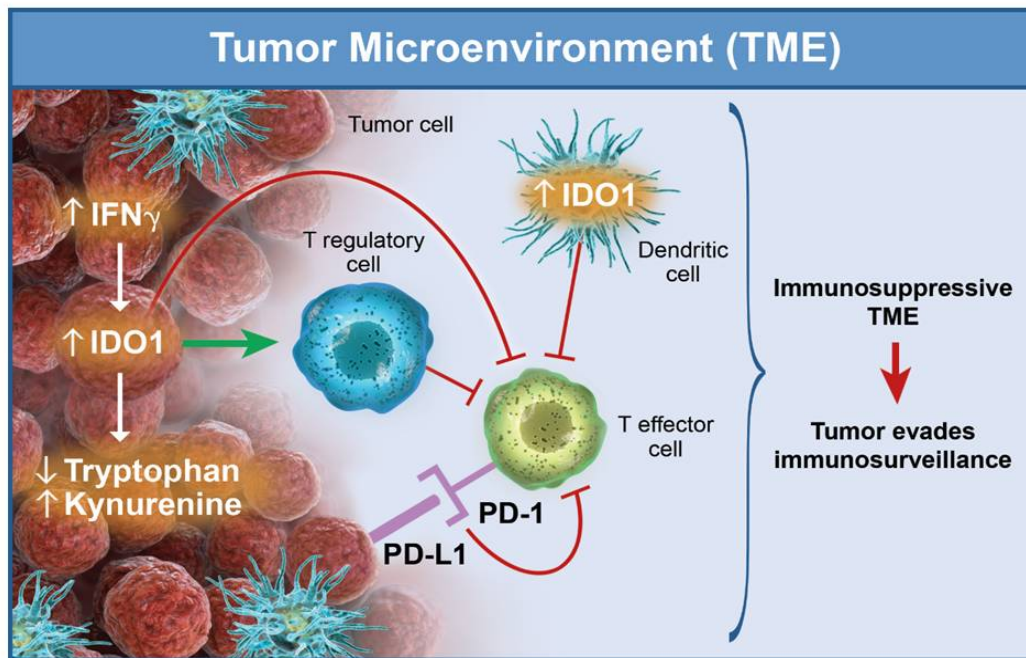 Tumor Microenvironment (TME)
Tumor cell
↑ IFNγ
↑ IDO1
T regulatory
cell
Dendritic
cell
↑ IDO1
↓ Tryptophan
↑ Kynurenine
T effector
cell
PD-1
PD-L1
Immunosuppressive
TME
Tumor evades
immunosurveillance